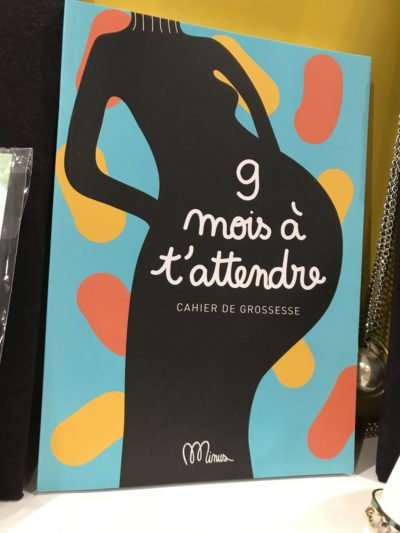 9
mois à
t'attendre
CAHIER DE GROSSESSE
Minus